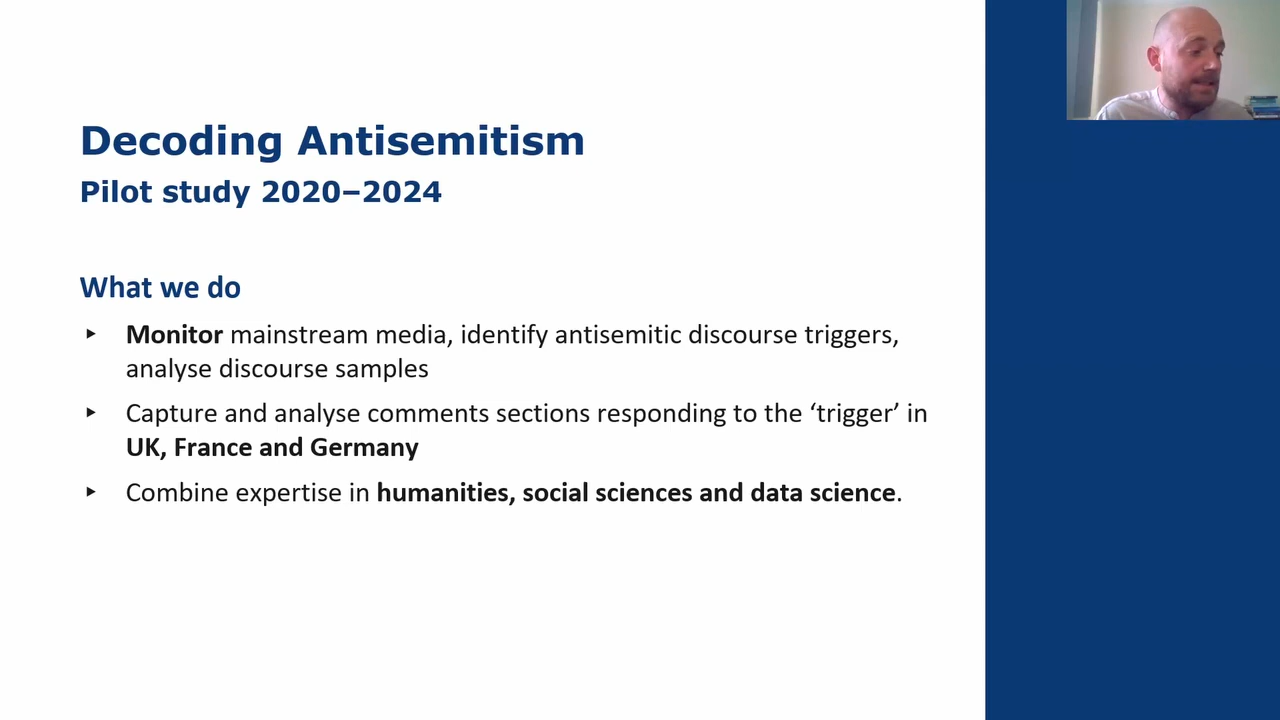 Decoding Antisemitism
Pilot study 2020–2024
What we do
‣ Monitor mainstream media, identify antisemitic discourse triggers,
analyse discourse samples
‣ Capture and analyse comments sections responding to the ‘trigger’ in
UK, France and Germany
‣ Combine expertise in humanities, social sciences and data science.